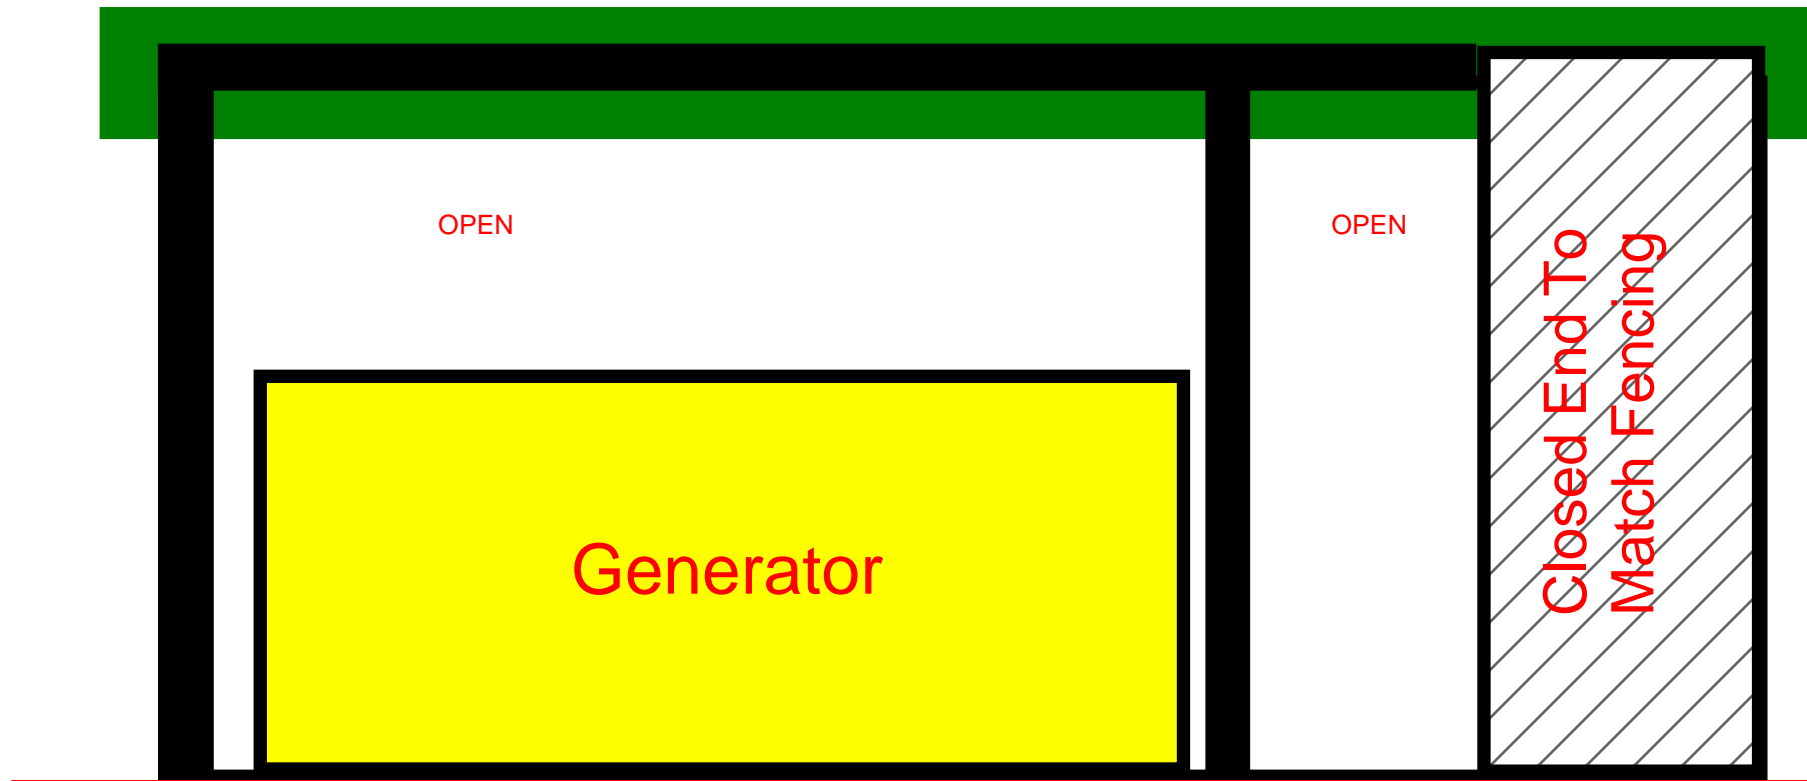 OPEN
OPEN
Generator
Closed End To
Match Fencing